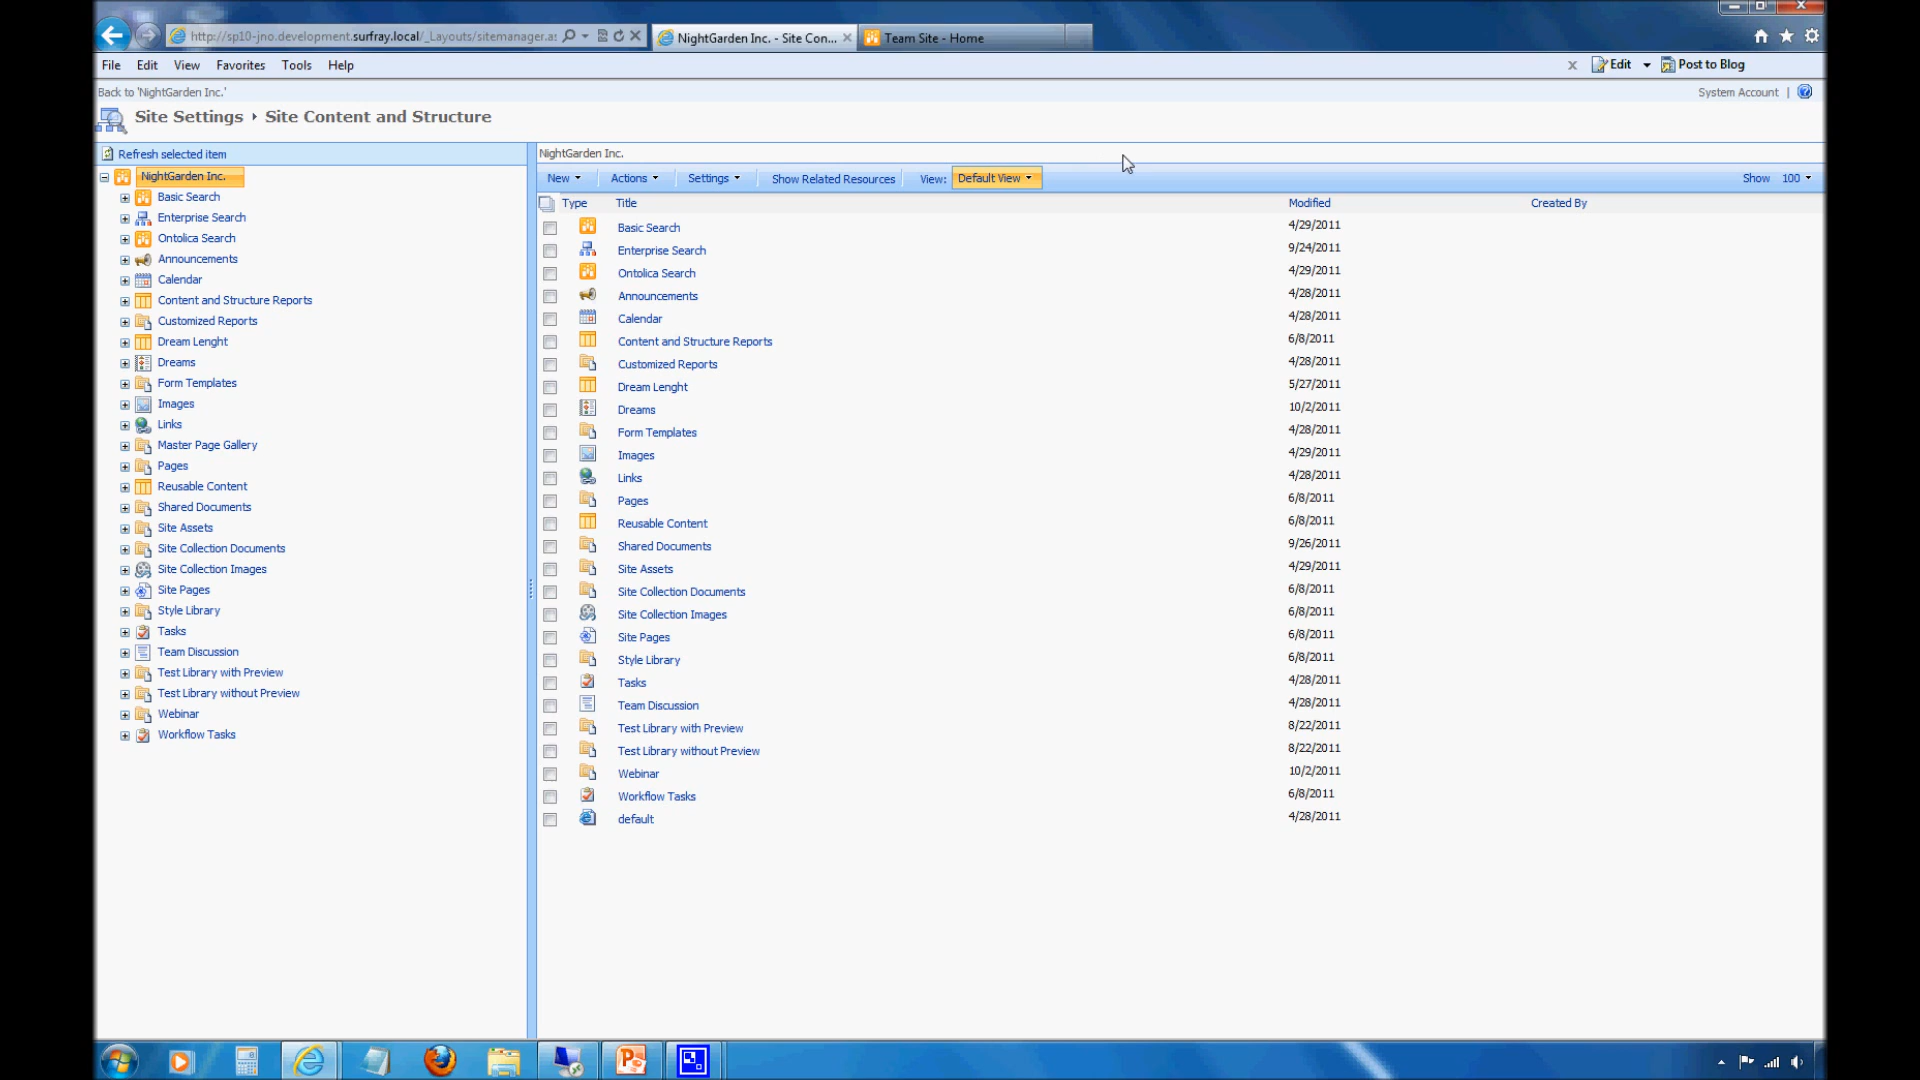 http://sp10-jno.development.surfray.local/_Layouts/sitemanager.a
NightGarden Inc. - Site Con...
Team Site - Home
File Edit View Favorites Tools Help
x Edit Post to Blog
Back to 'NightGarden Inc.'
System Account |
Site Settings Site Content and Structure
Refresh selected item
NightGarden Inc.
Basic Search
Enterprise Search
Ontolica Search
Announcements
Calendar
Content and Structure Reports
Customized Reports
Dream Lenght
Dreams
Form Templates
Images
Links
Master Page Gallery
Pages
Reusable Content
Shared Documents
Site Assets
Site Collection Documents
Site Collection Images
Site Pages
Style Library
Tasks
Team Discussion
Test Library with Preview
Test Library without Preview
Webinar
Workflow Tasks
NightGarden Inc.
New Actions Settings Show Related Resources View: Default View Show 100
Type Title Modified Created By
Basic Search 4/29/2011
Enterprise Search 9/24/2011
Ontolica Search 4/29/2011
Announcements 4/28/2011
Calendar 4/28/2011
Content and Structure Reports 6/8/2011
Customized Reports 4/28/2011
Dream Lenght 5/27/2011
Dreams 10/2/2011
Form Templates 4/28/2011
Images 4/29/2011
Links 4/28/2011
Pages 6/8/2011
Reusable Content 6/8/2011
Shared Documents 9/26/2011
Site Assets 4/29/2011
Site Collection Documents 6/8/2011
Site Collection Images 6/8/2011
Site Pages 6/8/2011
Style Library 6/8/2011
Tasks 4/28/2011
Team Discussion 4/28/2011
Test Library with Preview 8/22/2011
Test Library without Preview 8/22/2011
Webinar 10/2/2011
Workflow Tasks 6/8/2011
default 4/28/2011